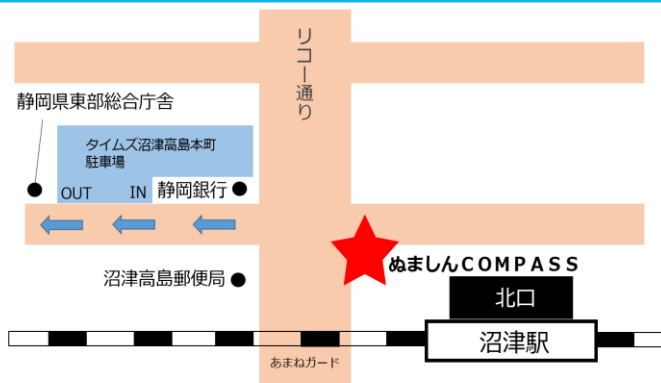 リコー通り
静岡県東部総合庁舎
タイムズ沼津高島本町
駐車場
OUT
IN
静岡銀行
沼津高島郵便局
ぬましんCOMPASS
北口
沼津駅
あまねガード